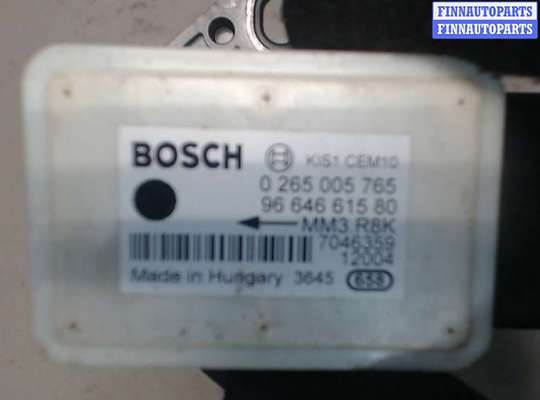 FINNAUTOPARTS
FINNAUTOPARTS
BOSCH KIS1 CEM10
0 265 005 765
96 646 615 80
MM3.R8K
7046359
12004
Made in Hungary 3645 658